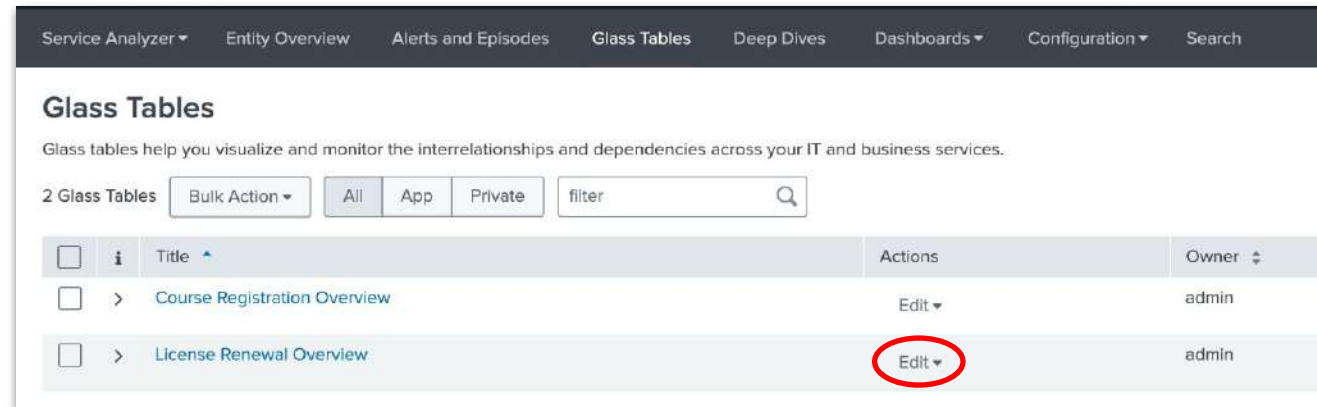 Service Analyzer Entity Overview Alerts and Episodes Glass Tables Deep Dives Dashboards Configuration Search
Glass Tables
Glass tables help you visualize and monitor the interrelationships and dependencies across your IT and business services.
2 Glass Tables Bulk Action All App Private filter
i Title Actions Owner
Course Registration Overview Edit admin
License Renewal Overview Edit admin